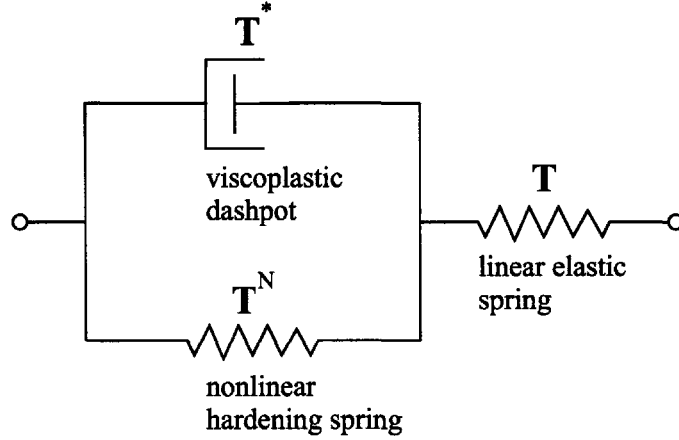 T*
viscoplastic
dashpot
T
linear elastic
spring
T^N
nonlinear
hardening spring